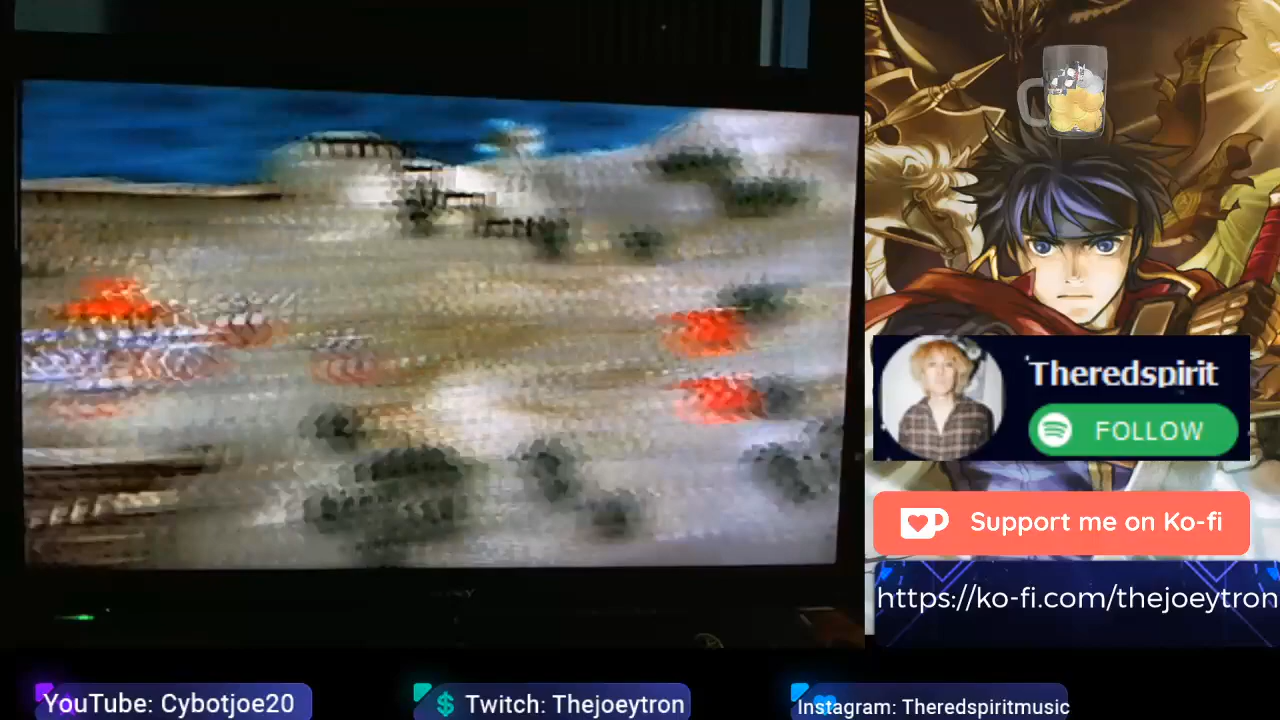 Theredspirit
FOLLOW
Support me on Ko-fi
https://ko-fi.com/thejoeytron
YouTube: Cybotjoe20
Twitch: Thejoeytron
Instagram: Theredspiritmusic